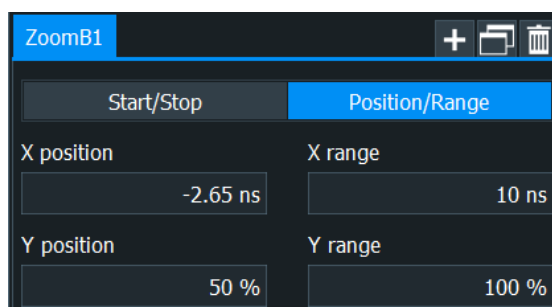 ZoomB1
Start/Stop Position/Range
X position X range
-2.65 ns 10 ns
Y position Y range
50 % 100 %